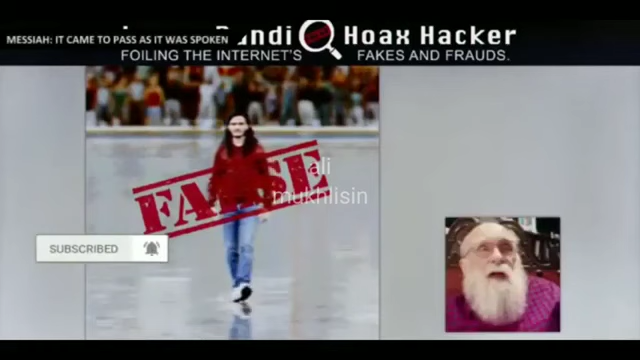 Hoax Hacker
MESSIAH: IT CAME TO PASS AS IT WAS SPOKEN
FOILING THE INTERNET'S FAKES AND FRAUDS.
FALSE
ali
mukhlisin
SUBSCRIBED